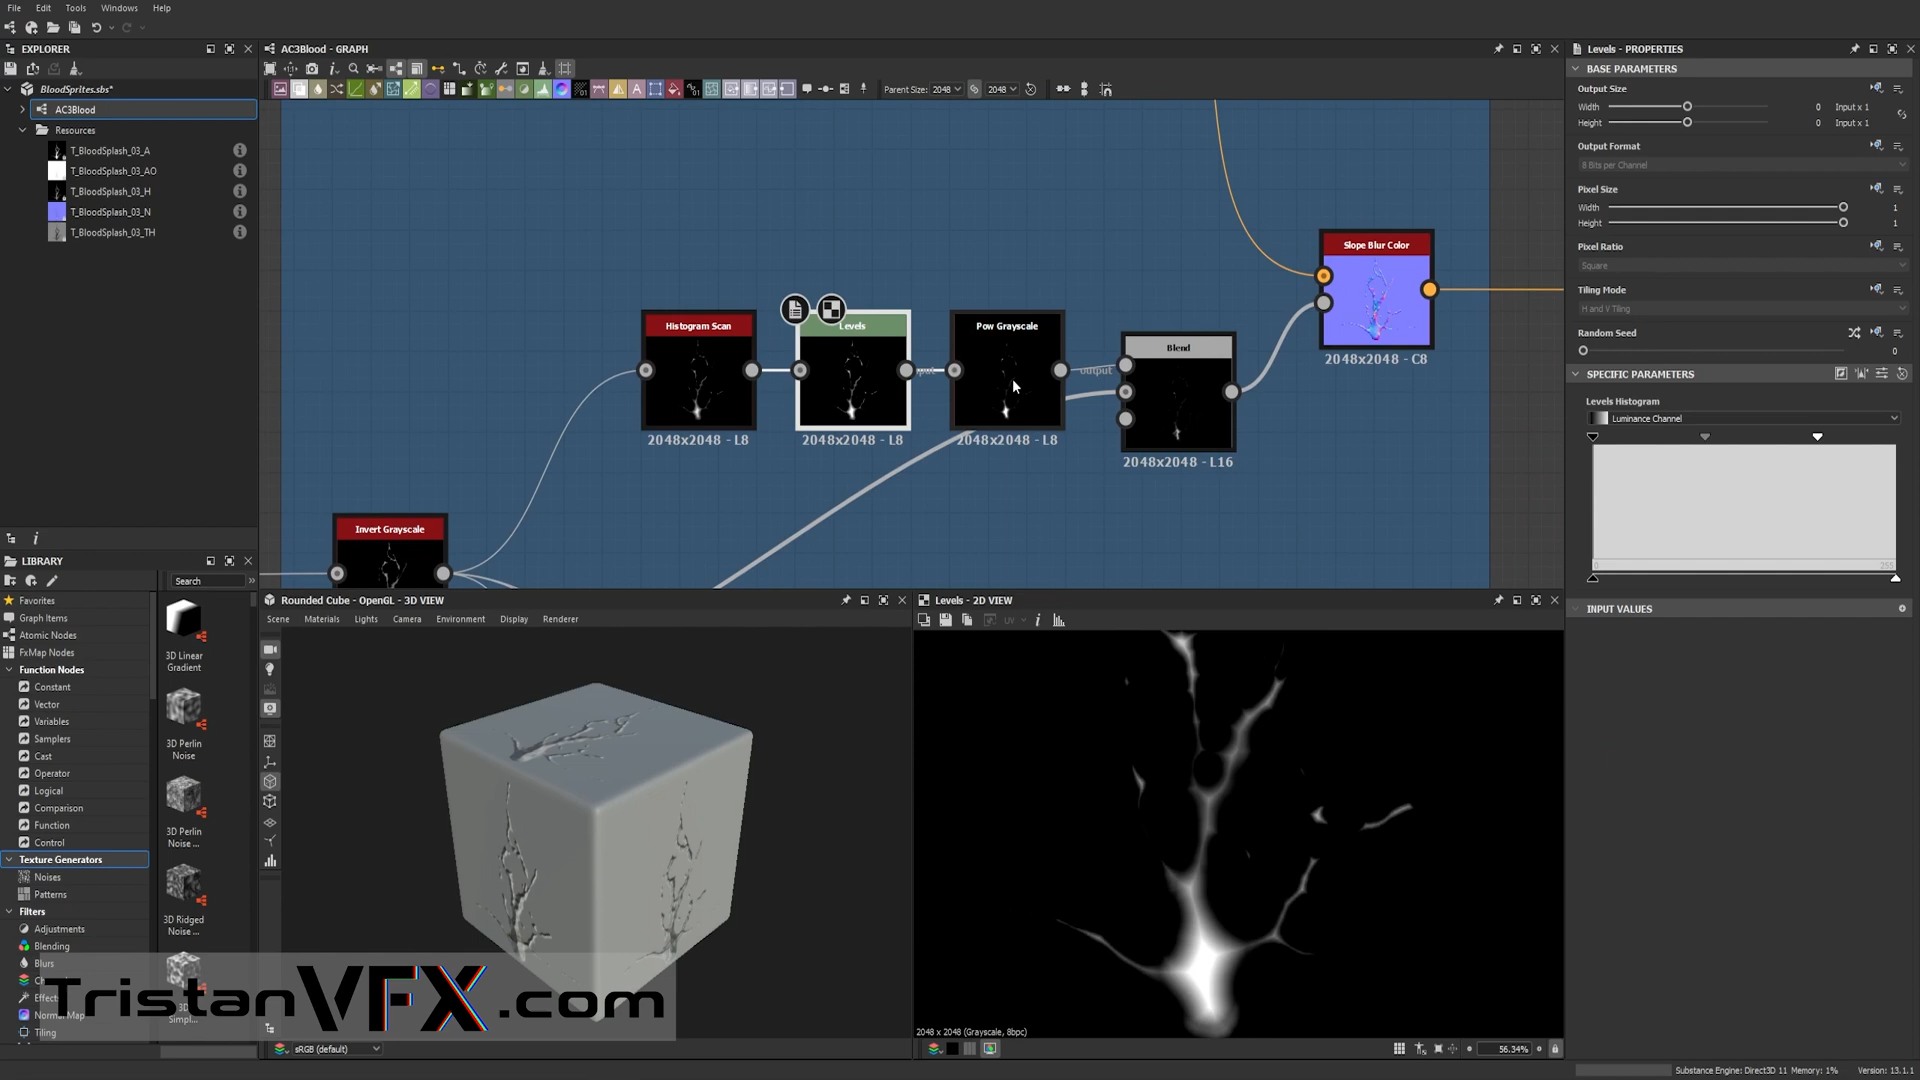 File Edit Tools Windows Help
EXPLORER
BloodSprites.sbs*
AC3Blood
Resources
T_BloodSplash_03_A
T_BloodSplash_03_AO
T_BloodSplash_03_H
T_BloodSplash_03_N
T_BloodSplash_03_TH
AC3Blood - GRAPH
Parent Size: 2048 2048
Slope Blur Color
2048x2048 - C8
Histogram Scan
Levels
Pow Grayscale
Blend
output
2048x2048 - L8
2048x2048 - L8
2048x2048 - L8
2048x2048 - L16
Invert Grayscale
LIBRARY
Search
Favorites
Graph Items
Atomic Nodes
FxMap Nodes
Function Nodes
Constant
Vector
Variables
Samplers
Cast
Operator
Logical
Comparison
Function
Control
Texture Generators
Noises
Patterns
Filters
Adjustments
Blending
Blurs
Effects
Normal Map
Tiling
3D Linear
Gradient
3D Perlin
Noise
3D Perlin
Noise ...
3D Ridged
Noise ...
Simpl...
Rounded Cube - OpenGL - 3D VIEW
Scene Materials Lights Camera Environment Display Renderer
sRGB (default)
TristanVFX.com
Levels - 2D VIEW
UV
2048 x 2048 (Grayscale, 8bpc)
56.34%
Levels - PROPERTIES
BASE PARAMETERS
Output Size
Width 0 Input x 1
Height 0 Input x 1
Output Format
8 Bits per Channel
Pixel Size
Width 1
Height 1
Pixel Ratio
Square
Tiling Mode
H and V Tiling
Random Seed
0
SPECIFIC PARAMETERS
Levels Histogram
Luminance Channel
0 255
INPUT VALUES
Substance Engine: Direct3D 11 Memory: 1% Version: 13.1.1